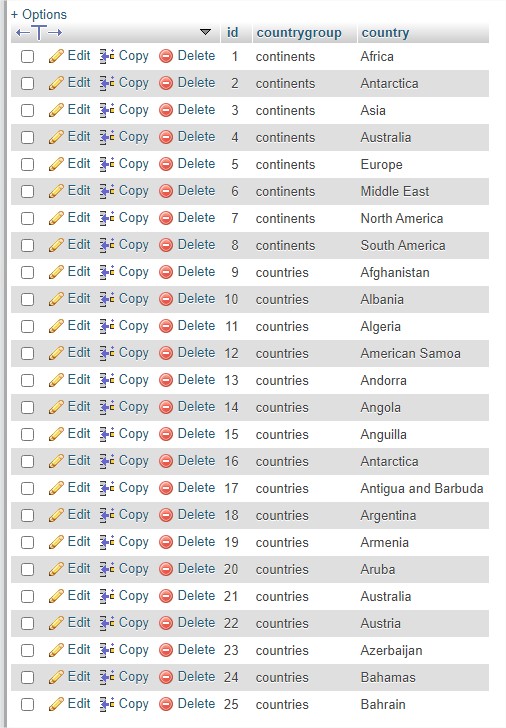 + Options
←T→ id countrygroup country
Edit Copy Delete 1 continents Africa
Edit Copy Delete 2 continents Antarctica
Edit Copy Delete 3 continents Asia
Edit Copy Delete 4 continents Australia
Edit Copy Delete 5 continents Europe
Edit Copy Delete 6 continents Middle East
Edit Copy Delete 7 continents North America
Edit Copy Delete 8 continents South America
Edit Copy Delete 9 countries Afghanistan
Edit Copy Delete 10 countries Albania
Edit Copy Delete 11 countries Algeria
Edit Copy Delete 12 countries American Samoa
Edit Copy Delete 13 countries Andorra
Edit Copy Delete 14 countries Angola
Edit Copy Delete 15 countries Anguilla
Edit Copy Delete 16 countries Antarctica
Edit Copy Delete 17 countries Antigua and Barbuda
Edit Copy Delete 18 countries Argentina
Edit Copy Delete 19 countries Armenia
Edit Copy Delete 20 countries Aruba
Edit Copy Delete 21 countries Australia
Edit Copy Delete 22 countries Austria
Edit Copy Delete 23 countries Azerbaijan
Edit Copy Delete 24 countries Bahamas
Edit Copy Delete 25 countries Bahrain